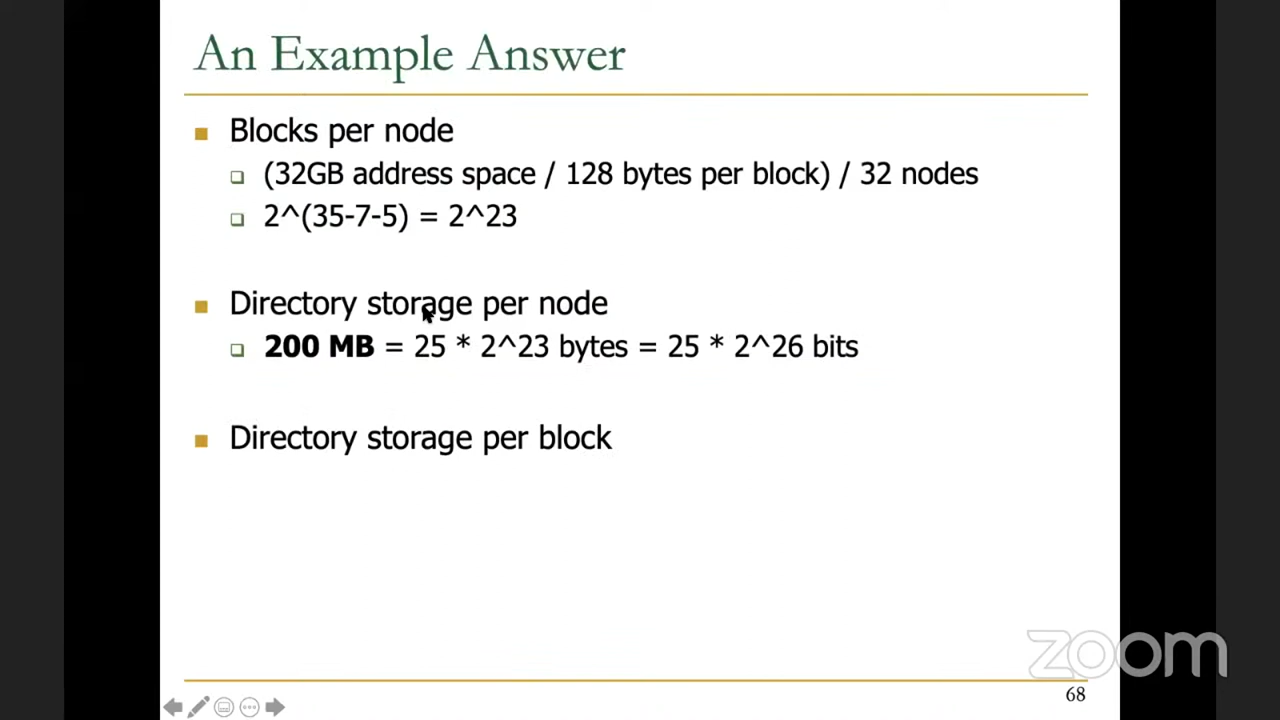 An Example Answer
Blocks per node
(32GB address space / 128 bytes per block) / 32 nodes
2^(35-7-5) = 2^23
Directory storage per node
200 MB = 25 * 2^23 bytes = 25 * 2^26 bits
Directory storage per block
zoom
68